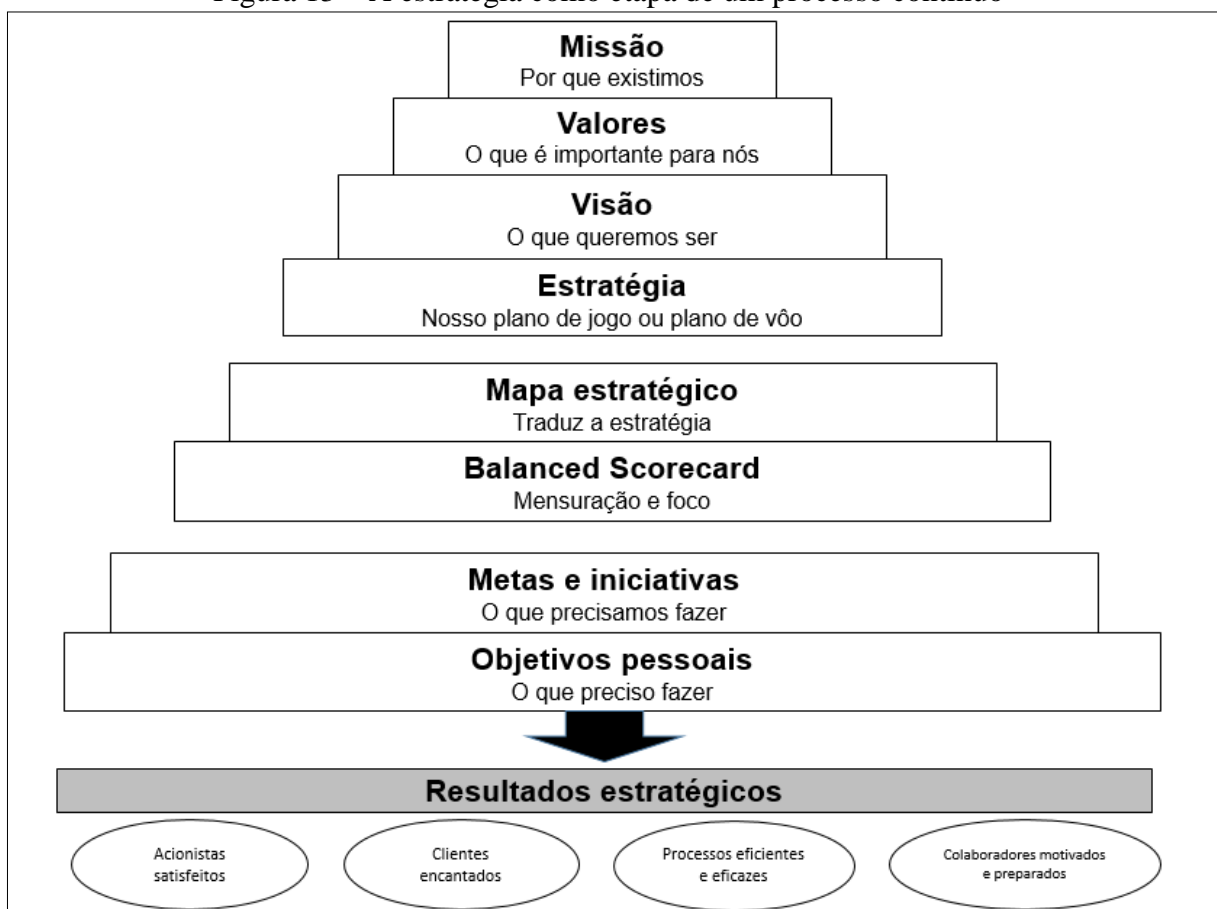 Missão
Por que existimos
Valores
O que é importante para nós
Visão
O que queremos ser
Estratégia
Nosso plano de jogo ou plano de vôo
Mapa estratégico
Traduz a estratégia
Balanced Scorecard
Mensuração e foco
Metas e iniciativas
O que precisamos fazer
Objetivos pessoais
O que preciso fazer
Resultados estratégicos
Acionistas
satisfeitos
Clientes
encantados
Processos eficientes
e eficazes
Colaboradores motivados
e preparados